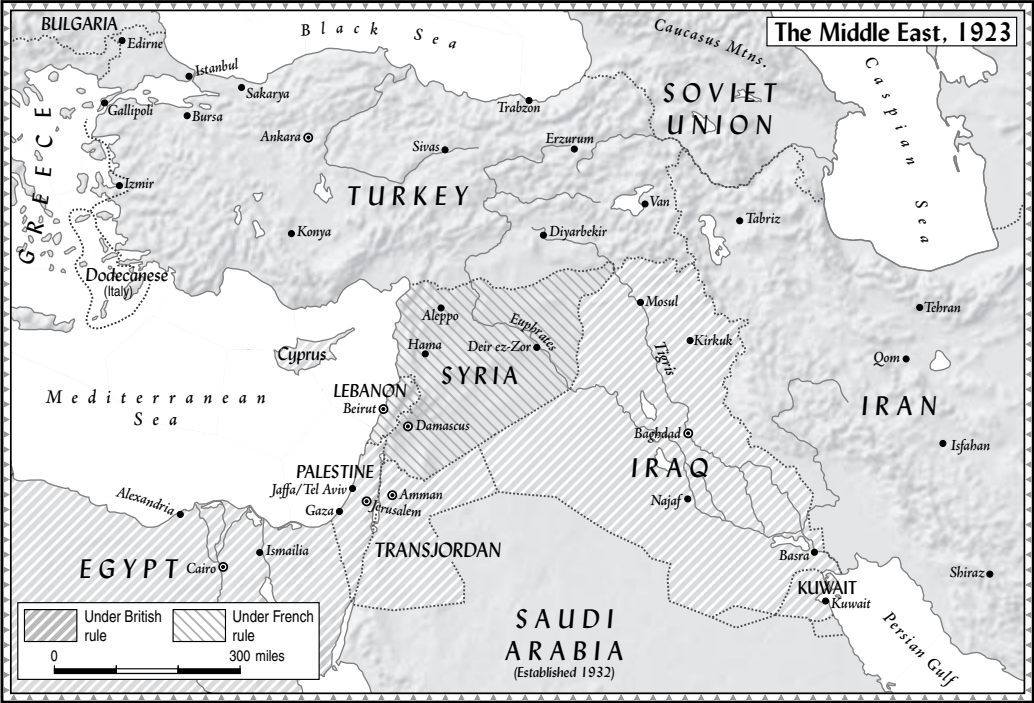 The Middle East, 1923
BULGARIA
Edirne
Black Sea
Caucasus Mtns.
Caspian Sea
Istanbul
Sakarya
SOVIET
UNION
Gallipoli
Bursa
Trabzon
Ankara
Sivas
Erzurum
GREECE
Izmir
TURKEY
Van
Tabriz
Konya
Diyarbekir
Dodecanese
(Italy)
Mosul
Tehran
Aleppo
Euphrates
Hama
Deir ez-Zor
Tigris
Kirkuk
Cyprus
Qom
SYRIA
Mediterranean
Sea
LEBANON
Beirut
IRAN
Damascus
Baghdad
Isfahan
PALESTINE
IRAQ
Jaffa/Tel Aviv
Amman
Alexandria
Gaza
Jerusalem
Najaf
Ismailia
TRANSJORDAN
Basra
EGYPT
Cairo
Shiraz
KUWAIT
Kuwait
Under British
rule
Under French
rule
SAUDI
ARABIA
(Established 1932)
Persian Gulf
0 300 miles